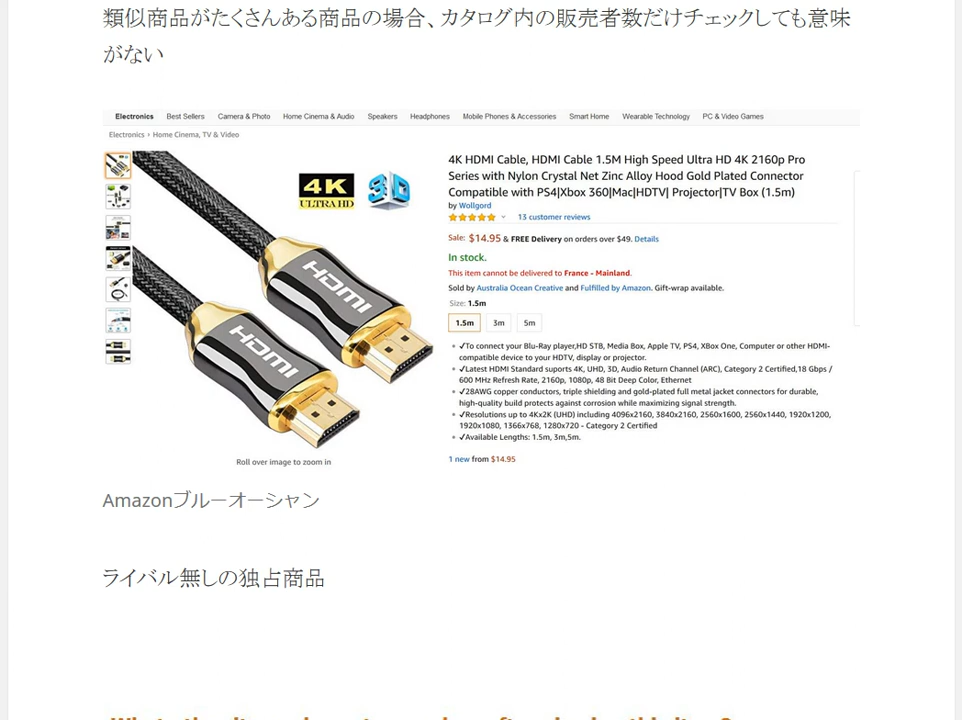 類似商品がたくさんある商品の場合、カタログ内の販売者数だけチェックしても意味
がない
Electronics Best Sellers Camera & Photo Home Cinema & Audio Speakers Headphones Mobile Phones & Accessories Smart Home Wearable Technology PC & Video Games
Electronics › Home Cinema, TV & Video
4K
ULTRA HD
3D
HDMI
HDMI
Roll over image to zoom in
4K HDMI Cable, HDMI Cable 1.5M High Speed Ultra HD 4K 2160p Pro
Series with Nylon Crystal Net Zinc Alloy Hood Gold Plated Connector
Compatible with PS4|Xbox 360|Mac|HDTV| Projector|TV Box (1.5m)
by Wollgord
13 customer reviews
Sale: $14.95 & FREE Delivery on orders over $49. Details
In stock.
This item cannot be delivered to France - Mainland.
Sold by Australia Ocean Creative and Fulfilled by Amazon. Gift-wrap available.
Size: 1.5m
1.5m 3m 5m
✓To connect your Blu-Ray player,HD STB, Media Box, Apple TV, PS4, XBox One, Computer or other HDMI-
compatible device to your HDTV, display or projector.
✓Latest HDMI Standard suports 4K, UHD, 3D, Audio Return Channel (ARC), Category 2 Certified,18 Gbps /
600 MHz Refresh Rate, 2160p, 1080p, 48 Bit Deep Color, Ethernet
✓28AWG copper conductors, triple shielding and gold-plated full metal jacket connectors for durable,
high-quality build protects against corrosion while maximizing signal strength.
✓Resolutions up to 4Kx2K (UHD) including 4096x2160, 3840x2160, 2560x1600, 2560x1440, 1920x1200,
1920x1080, 1366x768, 1280x720 - Category 2 Certified
✓Available Lengths: 1.5m, 3m,5m.
1 new from $14.95
Amazonブルーオーシャン
ライバル無しの独占商品